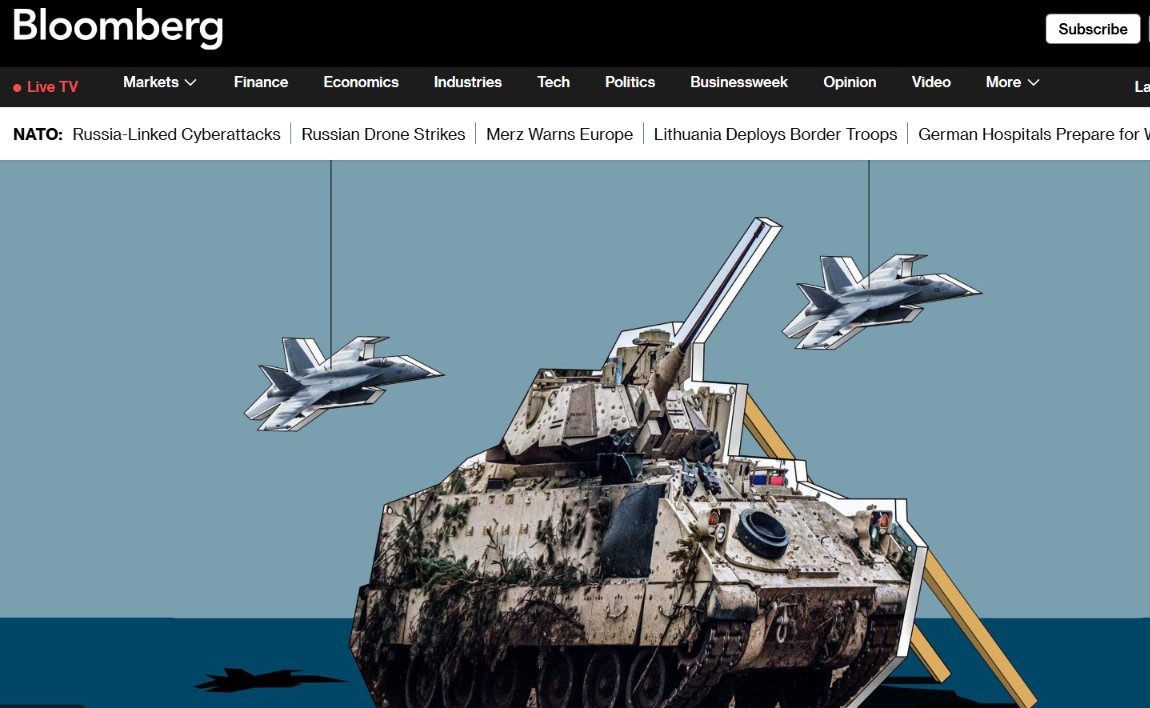 Bloomberg
Subscribe
Live TV Markets Finance Economics Industries Tech Politics Businessweek Opinion Video More
NATO: Russia-Linked Cyberattacks Russian Drone Strikes Merz Warns Europe Lithuania Deploys Border Troops German Hospitals Prepare for